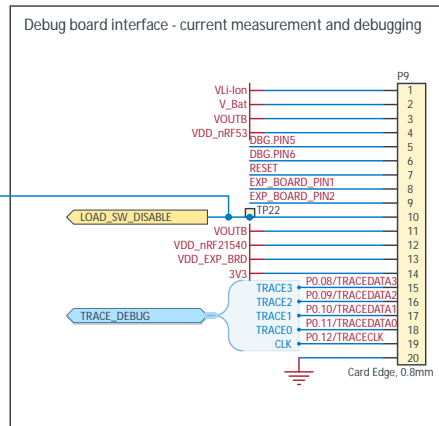 Debug board interface - current measurement and debugging
P9
VLi-Ion 1
V_Bat 2
VOUTB 3
VDD_nRF53 4
DBG.PIN5 5
DBG.PIN6 6
RESET 7
EXP_BOARD_PIN1 8
EXP_BOARD_PIN2 9
LOAD_SW_DISABLE TP22 10
VOUTB 11
VDD_nRF21540 12
VDD_EXP_BRD 13
3V3 14
TRACE3 P0.08/TRACEDATA3 15
TRACE2 P0.09/TRACEDATA2 16
TRACE_DEBUG TRACE1 P0.10/TRACEDATA1 17
TRACE0 P0.11/TRACEDATA0 18
CLK P0.12/TRACECLK 19
20
Card Edge, 0.8mm